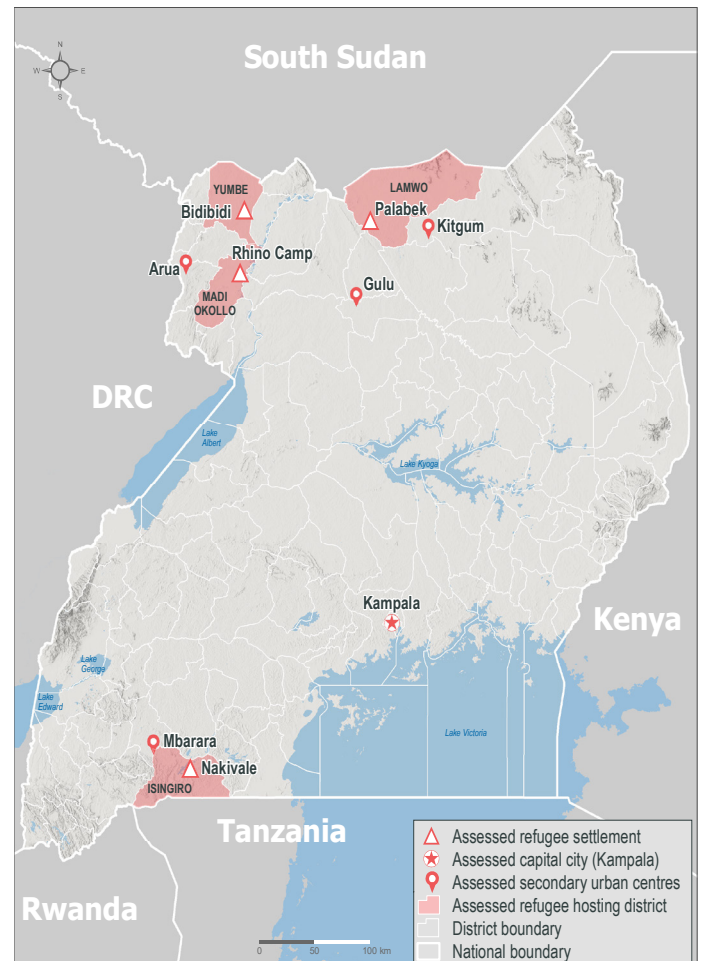 South Sudan
N
W
E
S
YUMBE
LAMWO
Bidibidi
Palabek
Kitgum
Rhino Camp
Arua
Gulu
MADI
OKOLLO
DRC
Lake
Albert
Lake Kyoga
Kampala
Kenya
Lake
George
Lake
Edward
Lake Victoria
Mbarara
Nakivale
ISINGIRO
Tanzania
Rwanda
Assessed refugee settlement
Assessed capital city (Kampala)
Assessed secondary urban centres
Assessed refugee hosting district
District boundary
National boundary
0 50 100 km